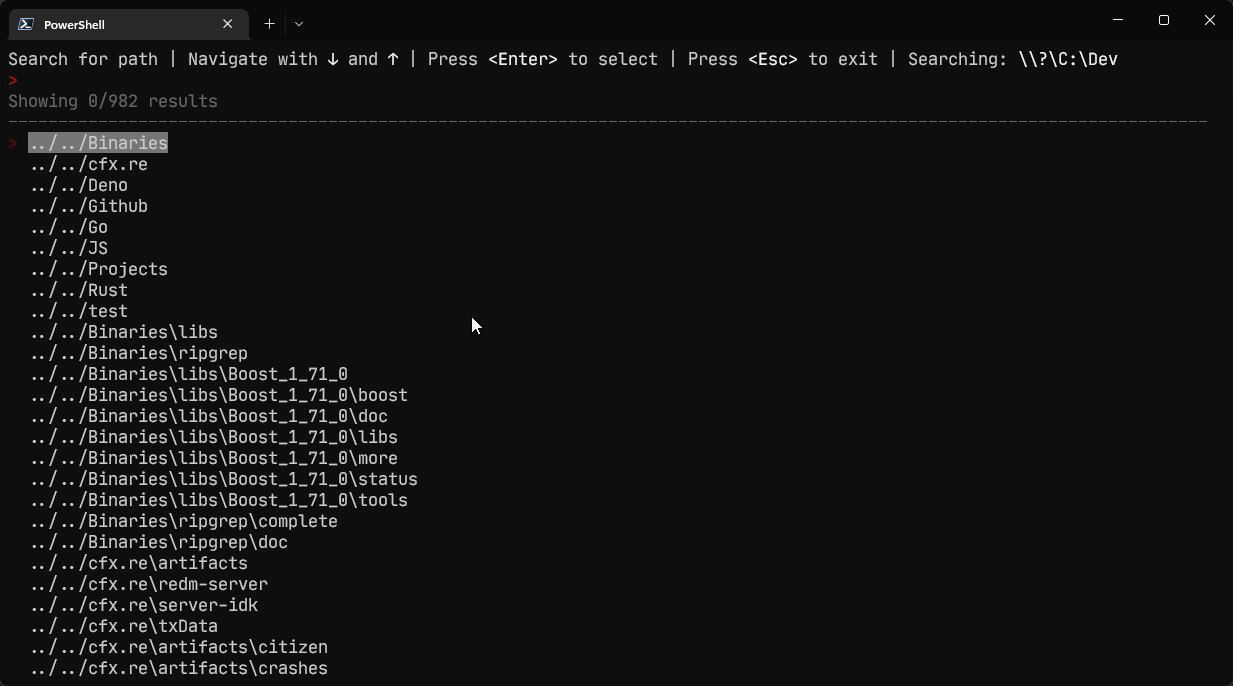 PowerShell
Search for path | Navigate with ↓ and ↑ | Press <Enter> to select | Press <Esc> to exit | Searching: \\?\C:\Dev
>
Showing 0/982 results
> ../../Binaries
../../cfx.re
../../Deno
../../Github
../../Go
../../JS
../../Projects
../../Rust
../../test
../../Binaries\libs
../../Binaries\ripgrep
../../Binaries\libs\Boost_1_71_0
../../Binaries\libs\Boost_1_71_0\boost
../../Binaries\libs\Boost_1_71_0\doc
../../Binaries\libs\Boost_1_71_0\libs
../../Binaries\libs\Boost_1_71_0\more
../../Binaries\libs\Boost_1_71_0\status
../../Binaries\libs\Boost_1_71_0\tools
../../Binaries\ripgrep\complete
../../Binaries\ripgrep\doc
../../cfx.re\artifacts
../../cfx.re\redm-server
../../cfx.re\server-idk
../../cfx.re\txData
../../cfx.re\artifacts\citizen
../../cfx.re\artifacts\crashes